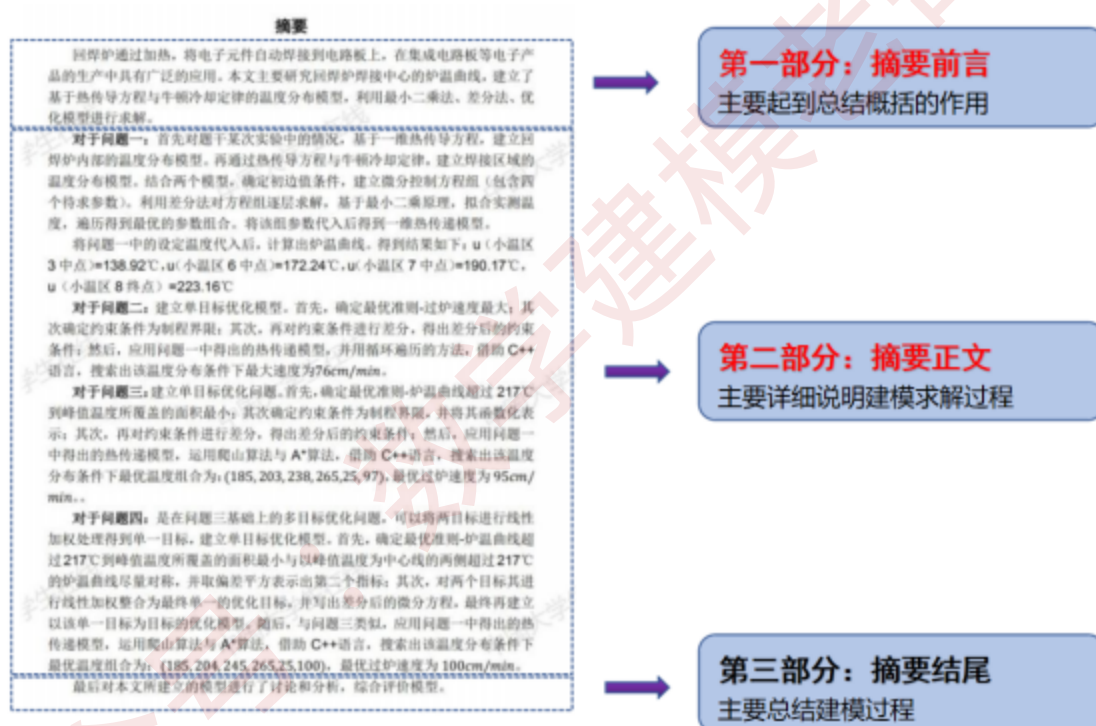 摘要
回焊炉通过加热，将电子元件自动焊接到电路板上，在集成电路板等电子产
品的生产中具有广泛的应用。本文主要研究回焊炉焊接中心的炉温曲线，建立了
基于热传导方程与牛顿冷却定律的温度分布模型，利用最小二乘法、差分法、优
化模型进行求解。
对于问题一：首先对题干某次实验中的情况，基于一维热传导方程，建立回
焊炉内部的温度分布模型。再通过热传导方程与牛顿冷却定律，建立焊接区域的
温度分布模型。结合两个模型，确定初边值条件，建立微分控制方程组（包含四
个待求参数）。利用差分法对方程组逐层求解，基于最小二乘原理，拟合实测温
度，遍历得到最优的参数组合。将该组参数代入后得到一维热传递模型。
将问题一中的设定温度代入后，计算出炉温曲线。得到结果如下：u（小温区
3中点)=138.92℃，u(小温区 6 中点)=172.24℃，u(小温区 7 中点)=190.17℃，
u（小温区 8 终点）=223.16℃
对于问题二：建立单目标优化模型。首先，确定最优准则-过炉速度最大；其
次确定约束条件为制程界限；其次，再对约束条件进行差分，得出差分后的约束
条件；然后，应用问题一中得出的热传递模型，并用循环遍历的方法，借助 C++
语言，搜索出该温度分布条件下最大速度为76cm/min。
对于问题三：建立单目标优化问题。首先，确定最优准则-炉温曲线超过 217℃
到峰值温度所覆盖的面积最小；其次确定约束条件为制程界限，并将其函数化表
示；其次，再对约束条件进行差分，得出差分后的约束条件；然后，应用问题一
中得出的热传递模型，运用爬山算法与 A*算法，借助 C++语言，搜索出该温度
分布条件下最优温度组合为：(185,203,238,265,25,97)，最优过炉速度为 95cm/
min。。
对于问题四：是在问题三基础上的多目标优化问题，可以将两目标进行线性
加权处理得到单一目标，建立单目标优化模型。首先，确定最优准则-炉温曲线超
过217℃到峰值温度所覆盖的面积最小与以峰值温度为中心线的两侧超过217℃
的炉温曲线尽量对称，并取偏差平方表示出第二个指标；其次，对两个目标其进
行线性加权整合为最终单一的优化目标，并写出差分后的微分方程，最终再建立
以该单一目标为目标的优化模型。随后，与问题三类似，应用问题一中得出的热
传递模型，运用爬山算法与 A*算法，借助 C++语言，搜索出该温度分布条件下
最优温度组合为：(185,204,245,265,25,100)，最优过炉速度为 100cm/min。
最后对本文所建立的模型进行了讨论和分析，综合评价模型。
第一部分：摘要前言
主要起到总结概括的作用
第二部分：摘要正文
主要详细说明建模求解过程
第三部分：摘要结尾
主要总结建模过程